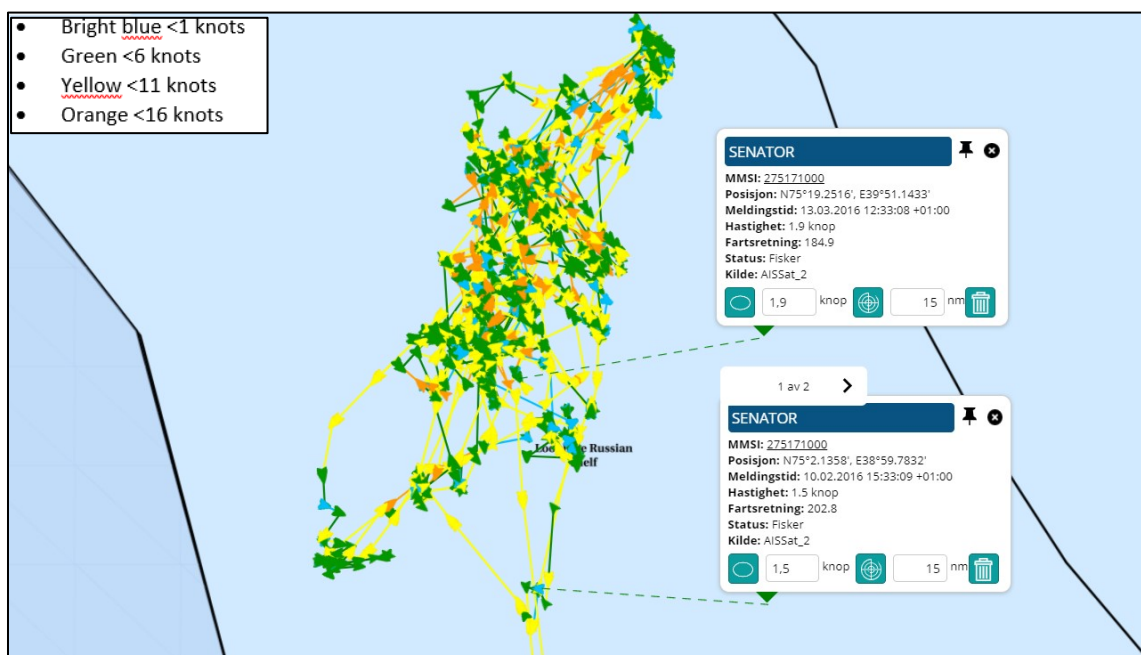 • Bright blue <1 knots
• Green <6 knots
• Yellow <11 knots
• Orange <16 knots
SENATOR
MMSI: 275171000
Posisjon: N75°19.2516', E39°51.1433'
Meldingstid: 13.03.2016 12:33:08 +01:00
Hastighet: 1.9 knop
Fartsretning: 184.9
Status: Fisker
Kilde: AISSat_2
1,9 knop 15 nm
1 av 2
SENATOR
MMSI: 275171000
Posisjon: N75°2.1358', E38°59.7832'
Meldingstid: 10.02.2016 15:33:09 +01:00
Hastighet: 1.5 knop
Fartsretning: 202.8
Status: Fisker
Kilde: AISSat_2
1,5 knop 15 nm
Russian